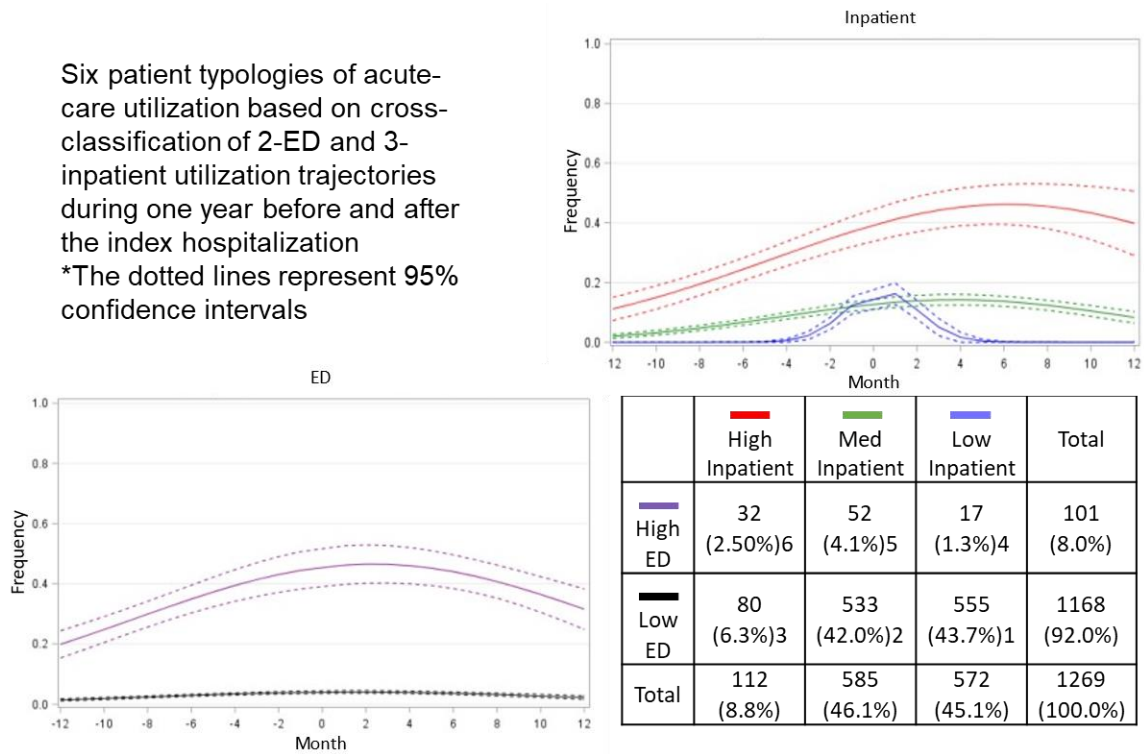 Six patient typologies of acute-
care utilization based on cross-
classification of 2-ED and 3-
inpatient utilization trajectories
during one year before and after
the index hospitalization
*The dotted lines represent 95%
confidence intervals
Inpatient
Frequency
1.0
0.8
0.6
0.4
0.2
0.0
12 -10 -8 -6 -4 -2 0 2 4 6 8 10 12
Month
ED
Frequency
1.0
0.8
0.6
0.4
0.2
0.0
-12 -10 -8 -6 -4 -2 0 2 4 6 8 10 12
Month
High Med Low Total
Inpatient Inpatient Inpatient
High 32 52 17 101
ED (2.50%)6 (4.1%)5 (1.3%)4 (8.0%)
Low 80 533 555 1168
ED (6.3%)3 (42.0%)2 (43.7%)1 (92.0%)
Total 112 585 572 1269
(8.8%) (46.1%) (45.1%) (100.0%)